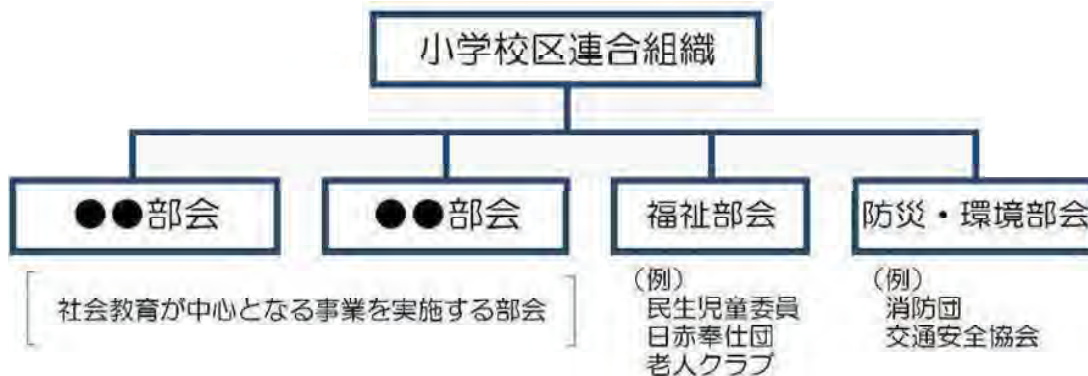 小学校区連合組織
●●部会
●●部会
福祉部会
防災・環境部会
社会教育が中心となる事業を実施する部会
（例）
民生児童委員
日赤奉仕団
老人クラブ
（例）
消防団
交通安全協会